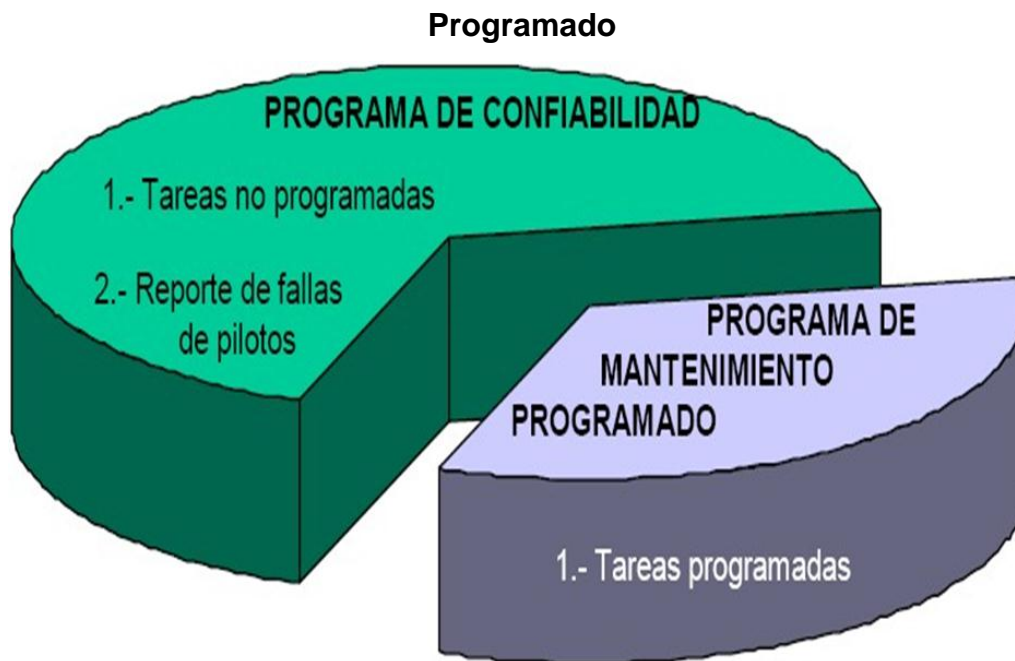 Programado
PROGRAMA DE CONFIABILIDAD
1.- Tareas no programadas
2.- Reporte de fallas
de pilotos
PROGRAMA DE
MANTENIMIENTO
PROGRAMADO
1.- Tareas programadas